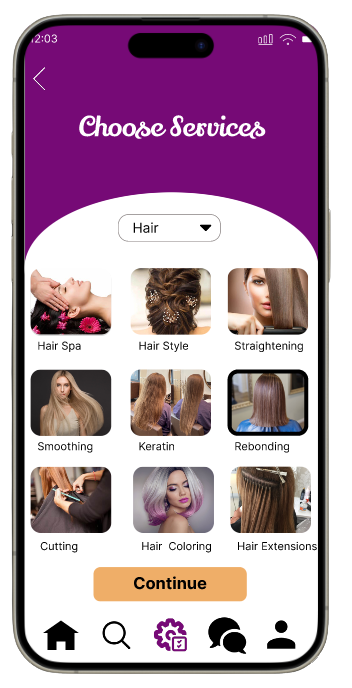 12:03
Choose Services
Hair
Hair Spa
Hair Style
Straightening
Smoothing
Keratin
Rebonding
Cutting
Hair Coloring
Hair Extensions
Continue